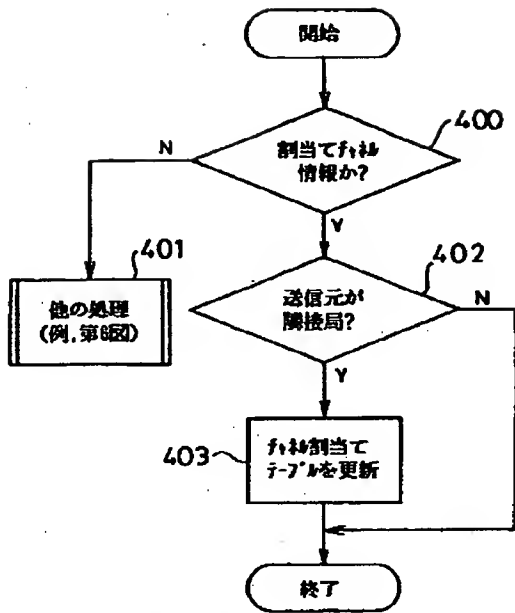 開始
400
割当てチャネル
情報か?
N
Y
401
他の処理
(例.第6図)
402
送信元が
隣接局?
N
Y
403
チャネル割当て
テーブルを更新
終了